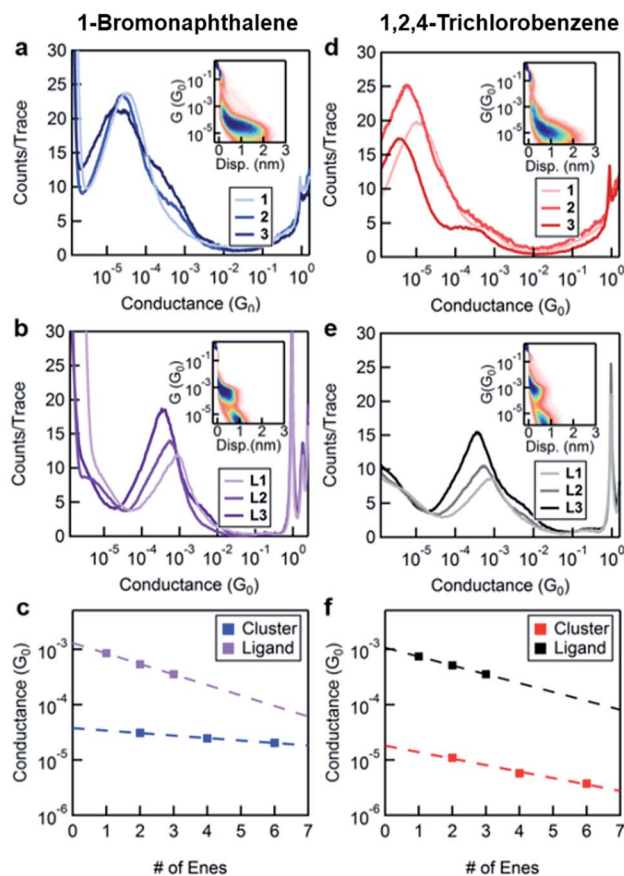 1-Bromonaphthalene
1,2,4-Trichlorobenzene
a
30
25
20
15
10
5
0
Counts/Trace
10⁻⁵ 10⁻⁴ 10⁻³ 10⁻² 10⁻¹ 10⁰
Conductance (G₀)
G (G₀)
10⁻¹
10⁻³
10⁻⁵
0 1 2 3
Disp. (nm)
1
2
3
d
30
25
20
15
10
5
0
Counts/Trace
10⁻⁵ 10⁻⁴ 10⁻³ 10⁻² 10⁻¹ 10⁰
Conductance (G₀)
G(G₀)
10⁻¹
10⁻³
10⁻⁵
0 1 2 3
Disp. (nm)
1
2
3
b
30
25
20
15
10
5
0
Counts/Trace
10⁻⁵ 10⁻⁴ 10⁻³ 10⁻² 10⁻¹ 10⁰
Conductance (G₀)
G (G₀)
10⁻¹
10⁻³
10⁻⁵
0 1 2 3
Disp.(nm)
L1
L2
L3
e
30
25
20
15
10
5
0
Counts/Trace
10⁻⁵ 10⁻⁴ 10⁻³ 10⁻² 10⁻¹ 10⁰
Conductance (G₀)
G(G₀)
10⁻¹
10⁻³
10⁻⁵
0 1 2 3
Disp. (nm)
L1
L2
L3
c
10⁻³
10⁻⁴
10⁻⁵
10⁻⁶
Conductance (G₀)
Cluster
Ligand
0 1 2 3 4 5 6 7
# of Enes
f
10⁻³
10⁻⁴
10⁻⁵
10⁻⁶
Conductance (G₀)
Cluster
Ligand
0 1 2 3 4 5 6 7
# of Enes